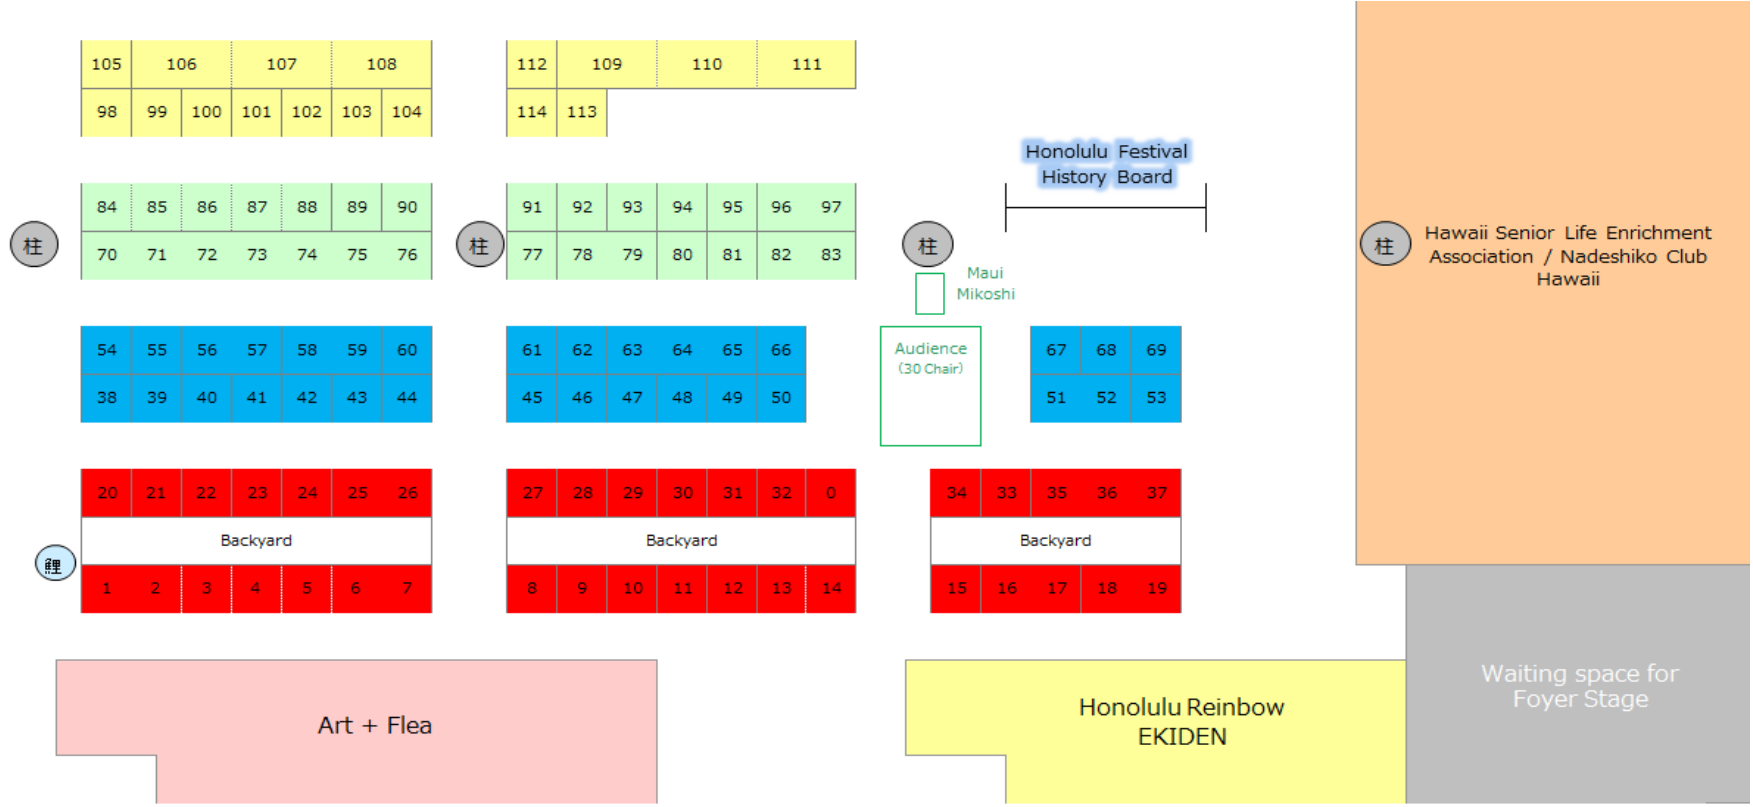 105 106 107 108 112 109 110 111
98 99 100 101 102 103 104 114 113
Honolulu Festival
History Board
84 85 86 87 88 89 90 91 92 93 94 95 96 97
柱 柱 柱 柱
70 71 72 73 74 75 76 77 78 79 80 81 82 83
Hawaii Senior Life Enrichment
Association / Nadeshiko Club
Hawaii
Maui
Mikoshi
54 55 56 57 58 59 60 61 62 63 64 65 66 67 68 69
Audience
(30 Chair)
38 39 40 41 42 43 44 45 46 47 48 49 50 51 52 53
20 21 22 23 24 25 26 27 28 29 30 31 32 0 34 33 35 36 37
Backyard Backyard Backyard
鯉
1 2 3 4 5 6 7 8 9 10 11 12 13 14 15 16 17 18 19
Art + Flea
Honolulu Reinbow
EKIDEN
Waiting space for
Foyer Stage